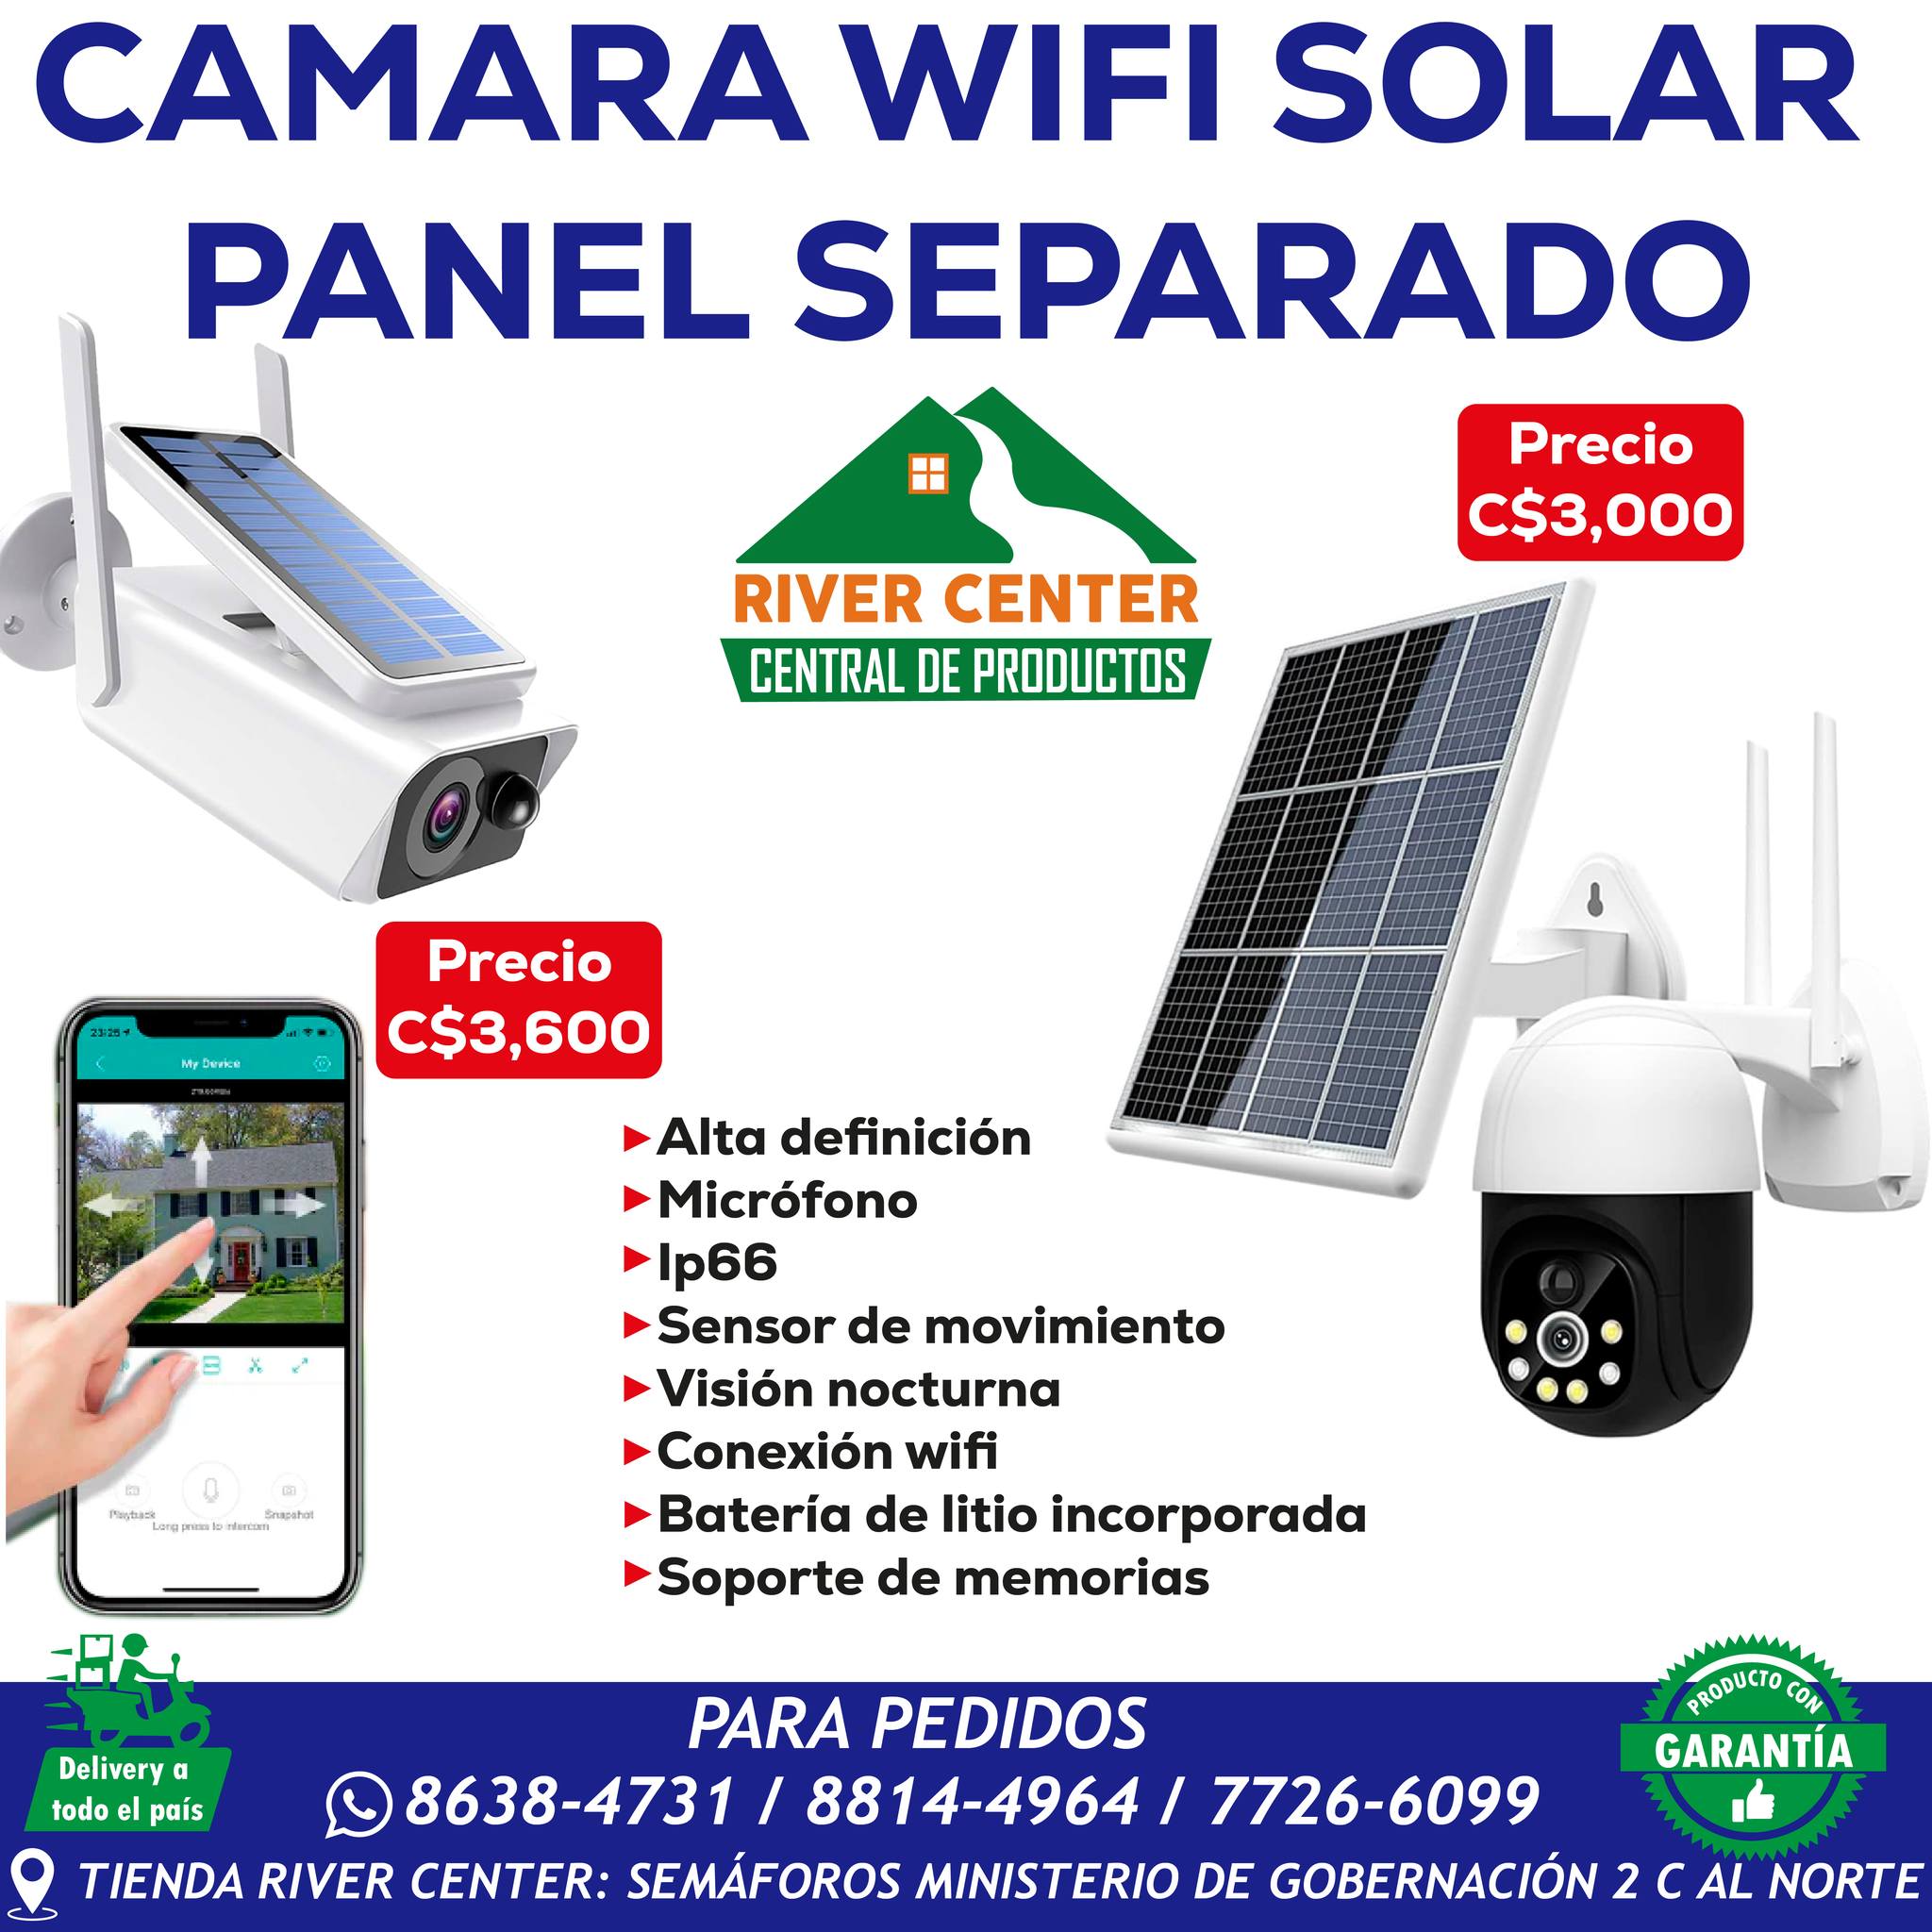 CAMARA WIFI SOLAR
PANEL SEPARADO
RIVER CENTER
CENTRAL DE PRODUCTOS
Precio
C$3,000
Precio
C$3,600
23:25
My Device
Playback
Snapshot
Long press to intercom
Alta definición
Micrófono
Ip66
Sensor de movimiento
Visión nocturna
Conexión wifi
Batería de litio incorporada
Soporte de memorias
Delivery a
todo el país
PARA PEDIDOS
8638-4731 / 8814-4964 / 7726-6099
PRODUCTO CON
GARANTÍA
TIENDA RIVER CENTER: SEMÁFOROS MINISTERIO DE GOBERNACIÓN 2 C AL NORTE